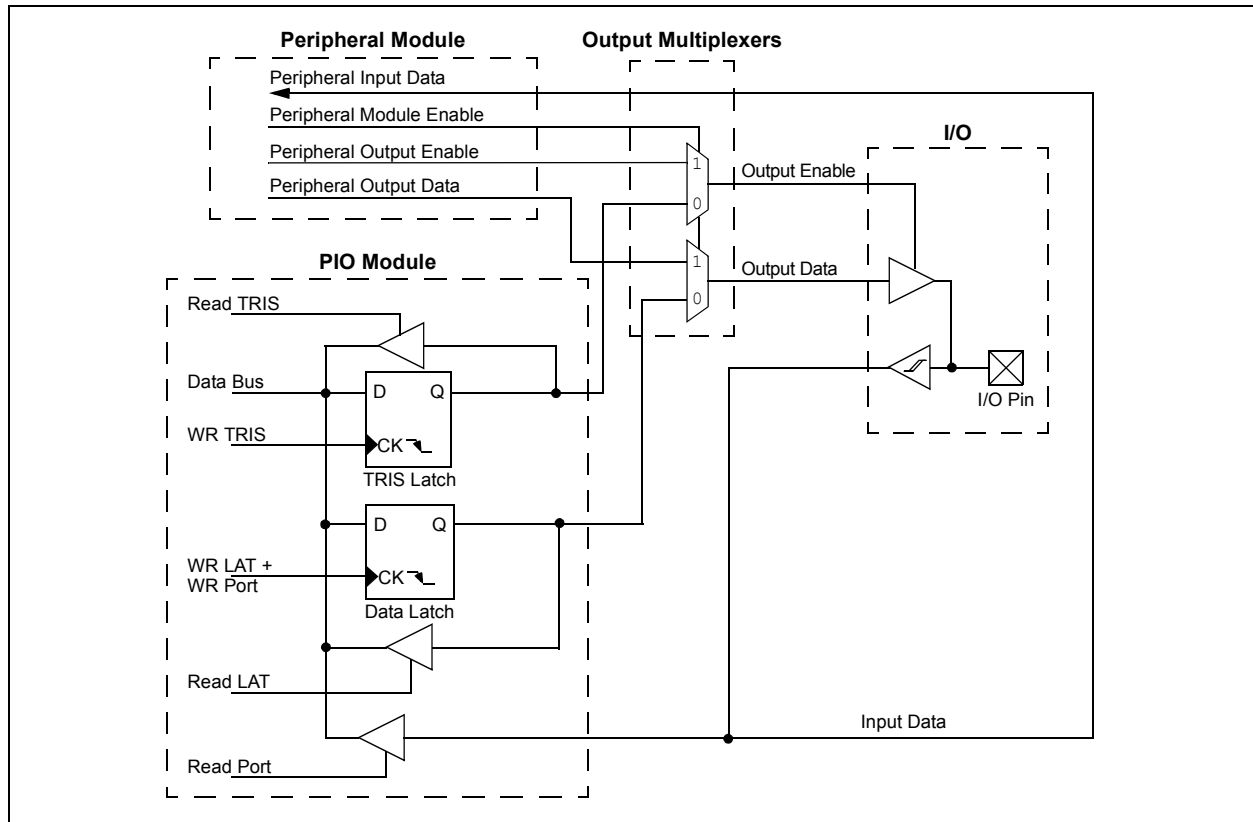 Peripheral Module
Output Multiplexers
Peripheral Input Data
Peripheral Module Enable
Peripheral Output Enable
Peripheral Output Data
1
0
Output Enable
I/O
1
0
Output Data
I/O Pin
PIO Module
Read TRIS
Data Bus
D
Q
WR TRIS
CK
TRIS Latch
D
Q
WR LAT +
WR Port
CK
Data Latch
Read LAT
Read Port
Input Data